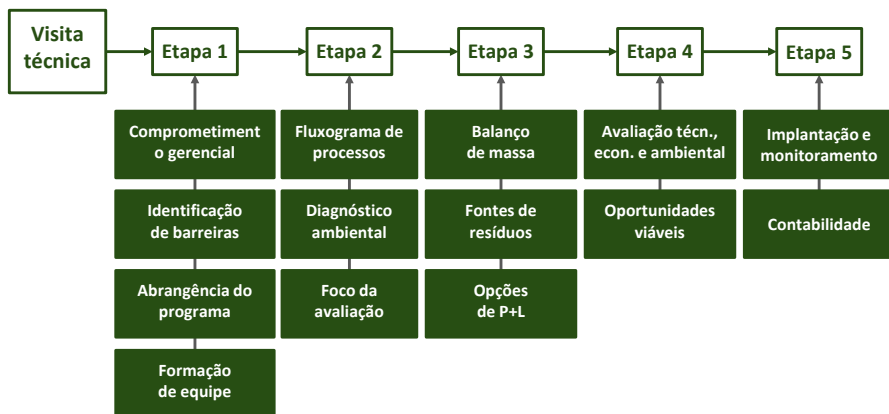 Visita
técnica
Etapa 1
Etapa 2
Etapa 3
Etapa 4
Etapa 5
Compromentiment
o gerencial
Fluxograma de
processos
Balanço
de massa
Avaliação técn.,
econ. e ambiental
Implantação e
monitoramento
Identificação
de barreiras
Diagnóstico
ambiental
Fontes de
resíduos
Oportunidades
viáveis
Contabilidade
Abrangência do
programa
Foco da
avaliação
Opções
de P+L
Formação
de equipe